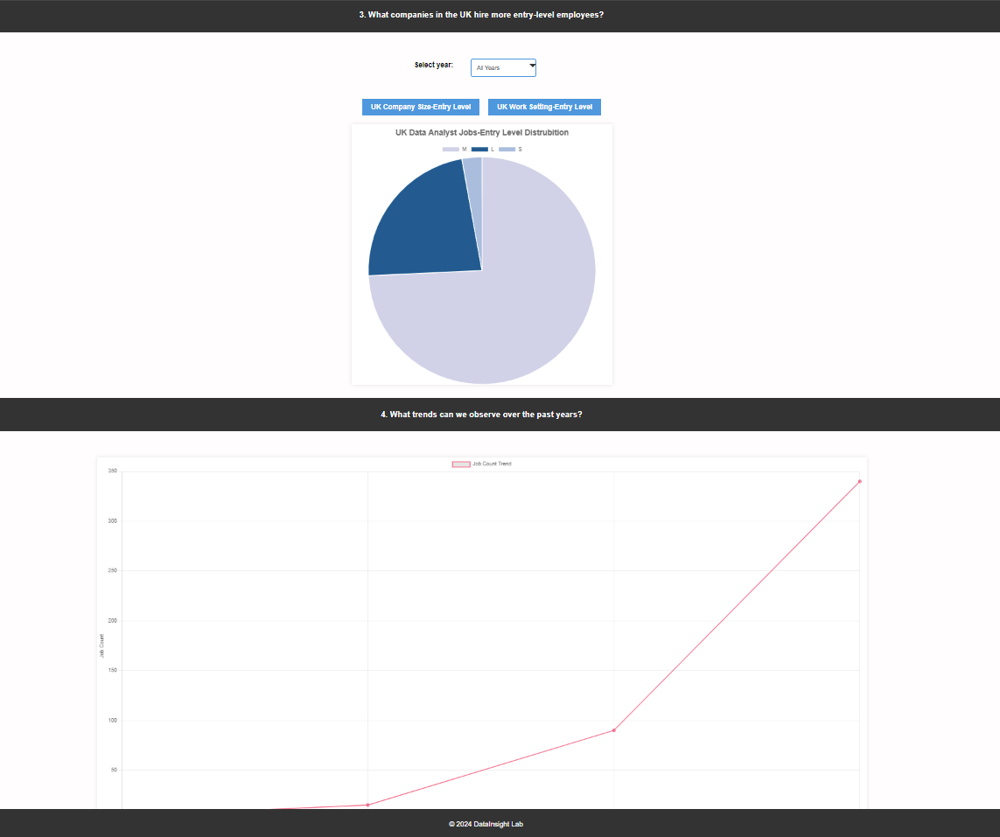 3. What companies in the UK hire more entry-level employees?
Select year:
All Years
UK Company Size-Entry Level
UK Work Setting-Entry Level
UK Data Analyst Jobs-Entry Level Distrubition
M L S
4. What trends can we observe over the past years?
Job Count Trend
350
300
250
200
Job Count
150
100
50
© 2024 DataInsight Lab